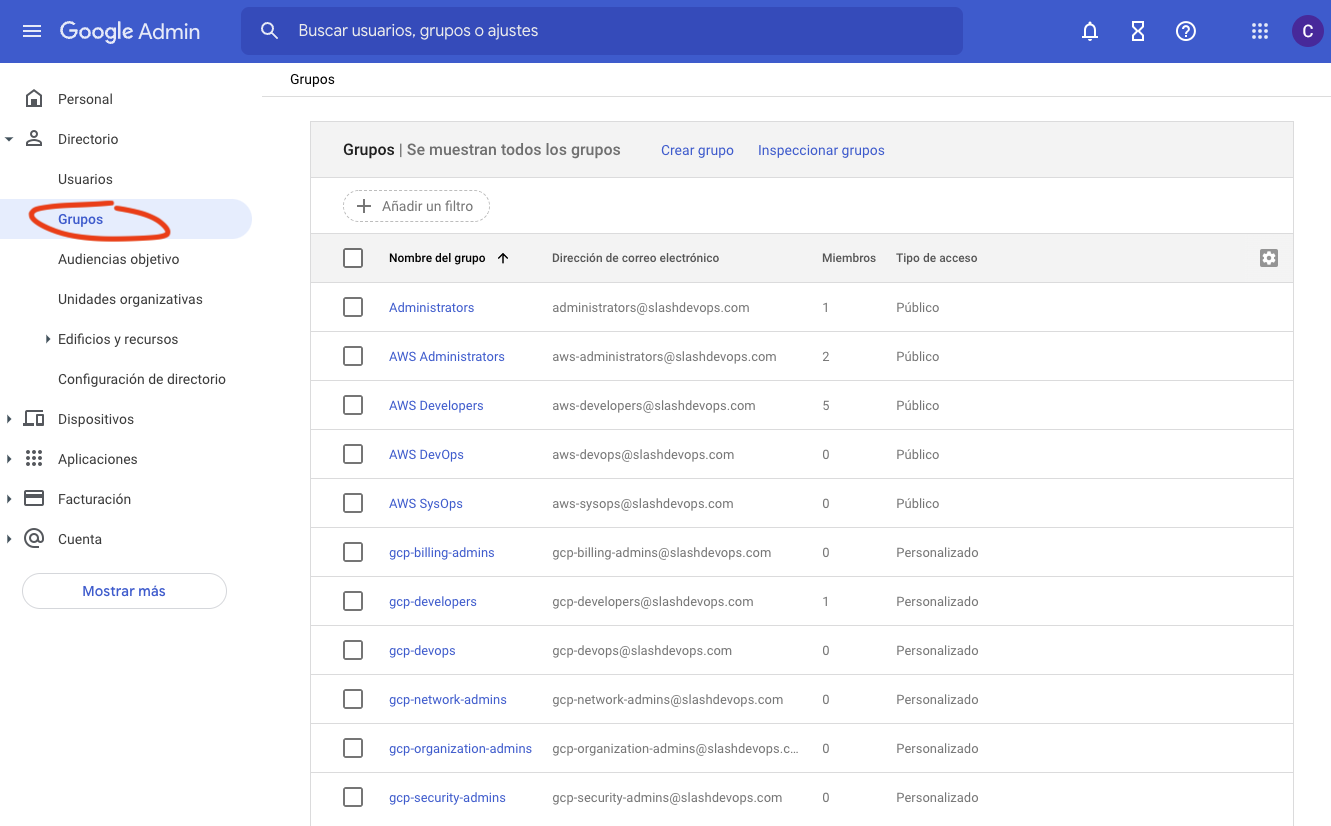 Google Admin
Buscar usuarios, grupos o ajustes
C
Grupos
Personal
Directorio
Usuarios
Grupos
Audiencias objetivo
Unidades organizativas
Edificios y recursos
Configuración de directorio
Dispositivos
Aplicaciones
Facturación
Cuenta
Mostrar más
Grupos | Se muestran todos los grupos Crear grupo Inspeccionar grupos
Añadir un filtro
Nombre del grupo Dirección de correo electrónico Miembros Tipo de acceso
Administrators administrators@slashdevops.com 1 Público
AWS Administrators aws-administrators@slashdevops.com 2 Público
AWS Developers aws-developers@slashdevops.com 5 Público
AWS DevOps aws-devops@slashdevops.com 0 Público
AWS SysOps aws-sysops@slashdevops.com 0 Público
gcp-billing-admins gcp-billing-admins@slashdevops.com 0 Personalizado
gcp-developers gcp-developers@slashdevops.com 1 Personalizado
gcp-devops gcp-devops@slashdevops.com 0 Personalizado
gcp-network-admins gcp-network-admins@slashdevops.com 0 Personalizado
gcp-organization-admins gcp-organization-admins@slashdevops.c... 0 Personalizado
gcp-security-admins gcp-security-admins@slashdevops.com 0 Personalizado